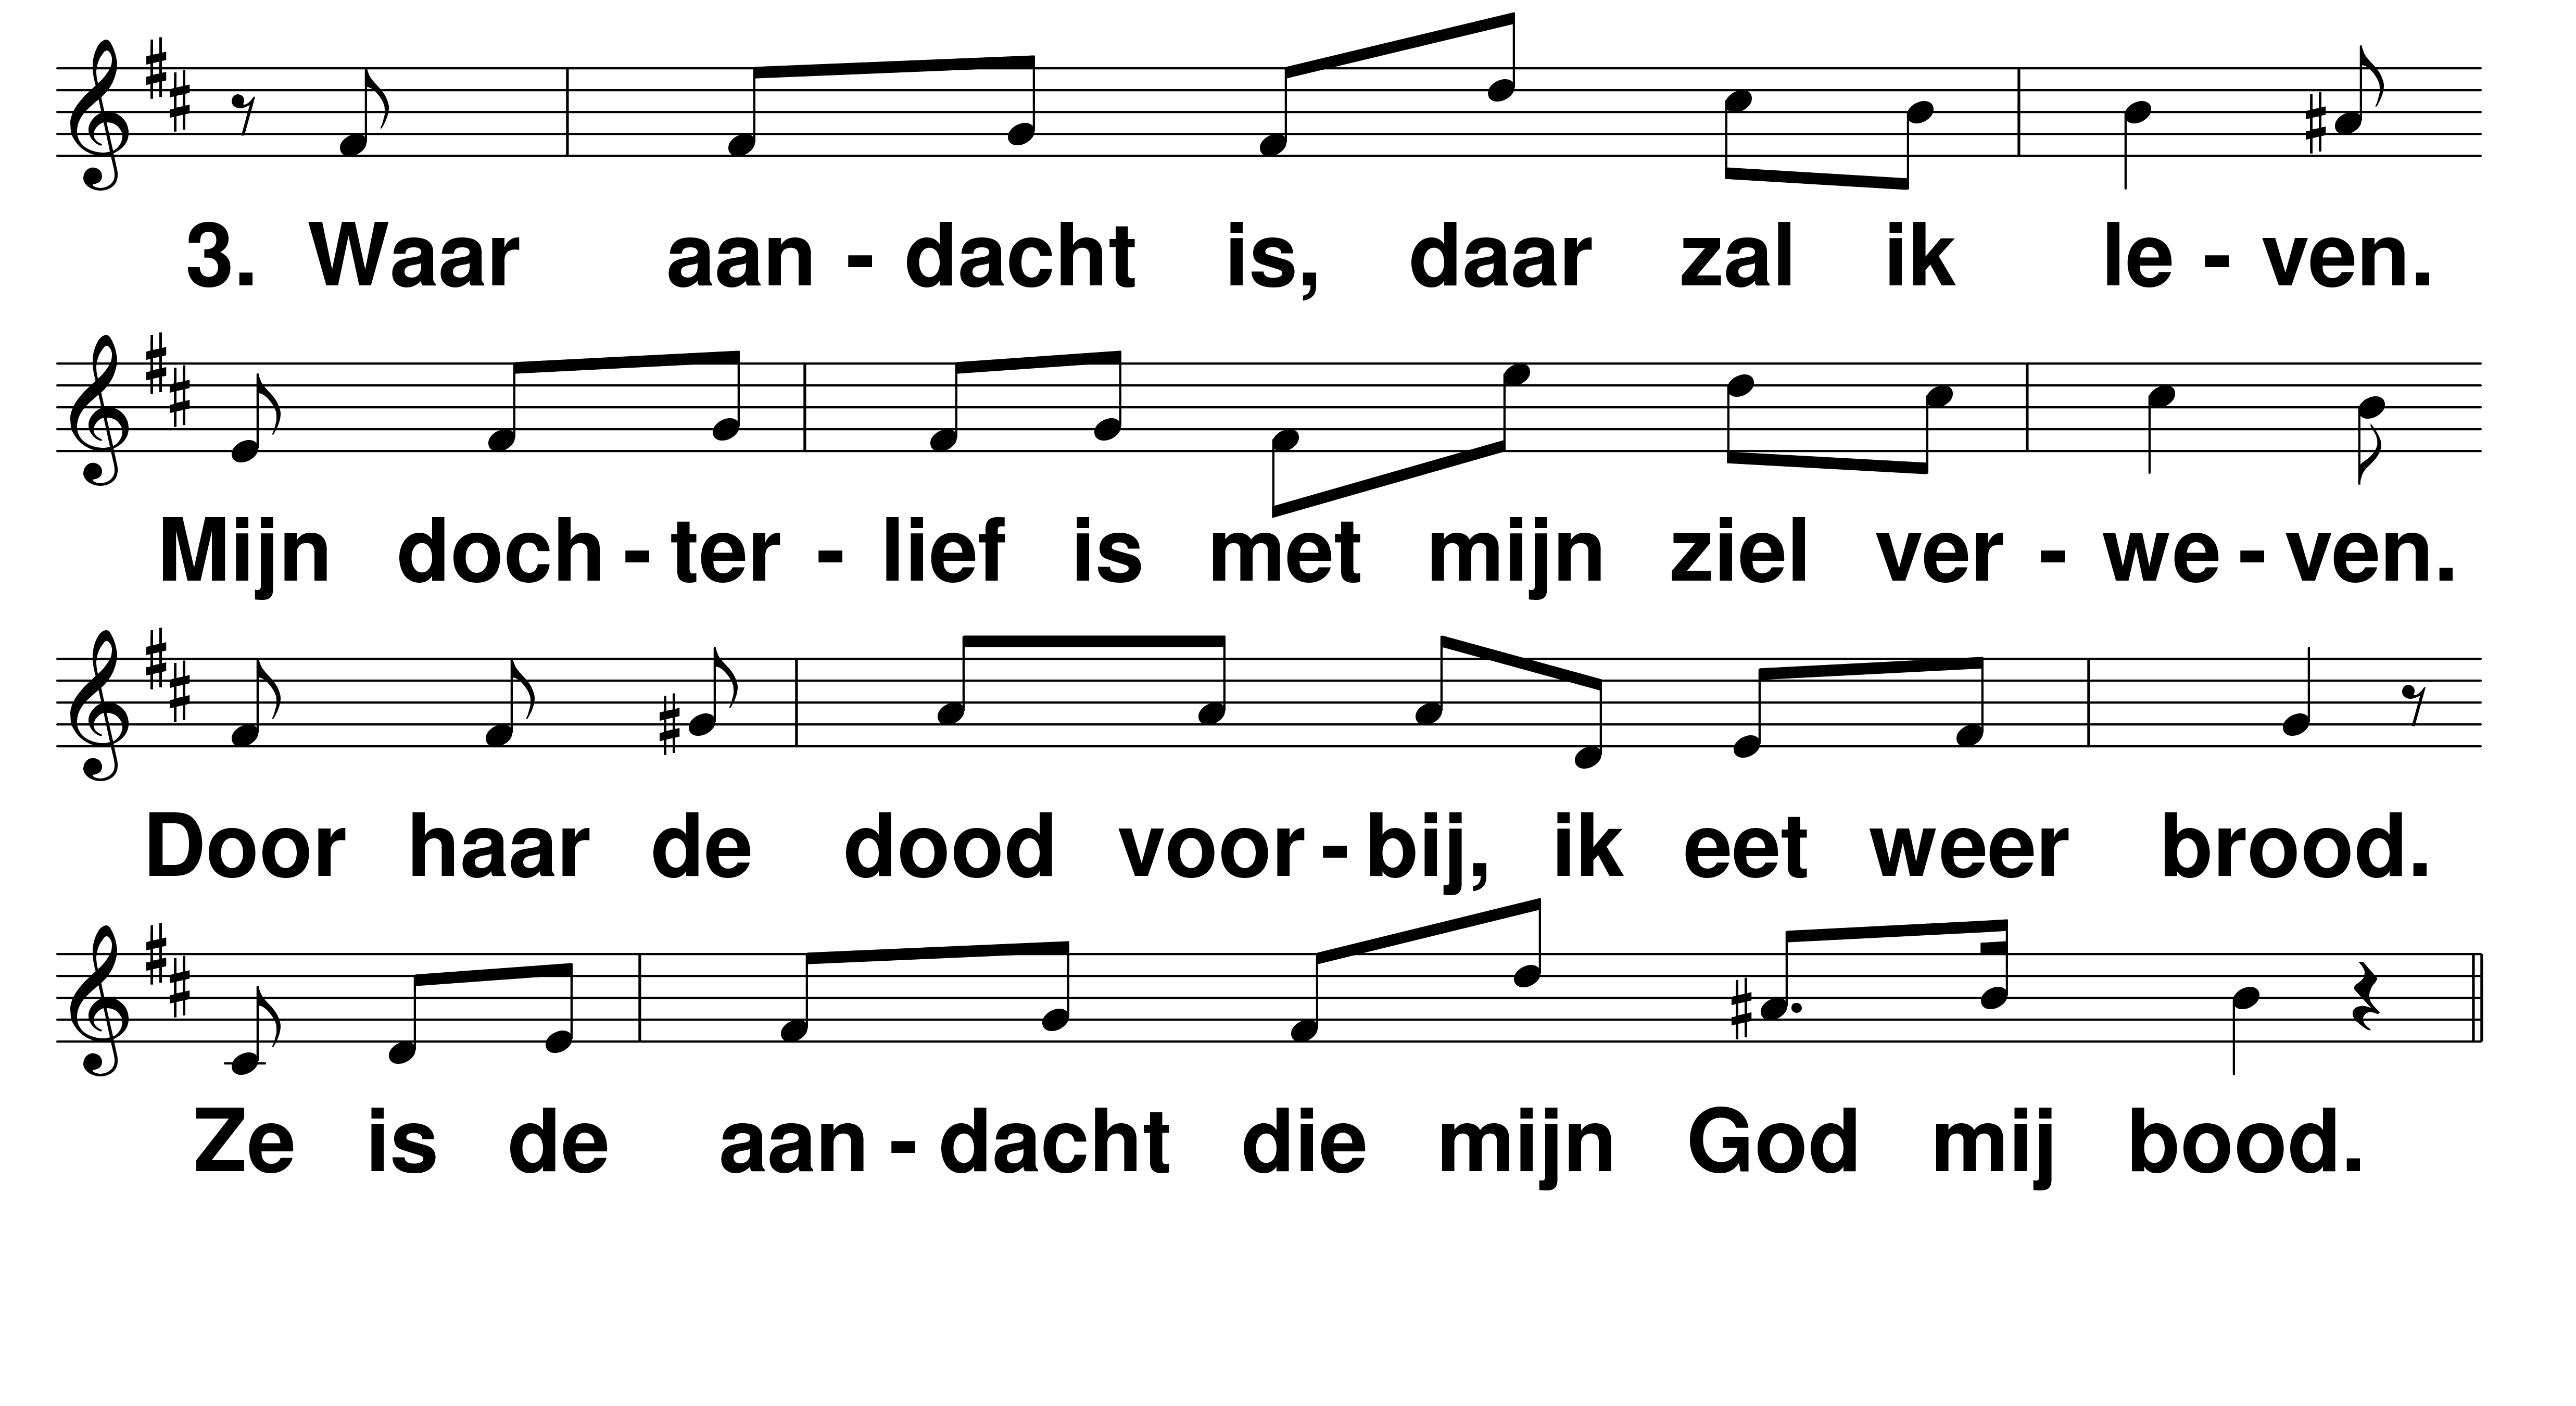 3. Waar aan - dacht is, daar zal ik le - ven.
Mijn doch - ter - lief is met mijn ziel ver - we - ven.
Door haar de dood voor - bij, ik eet weer brood.
Ze is de aan - dacht die mijn God mij bood.